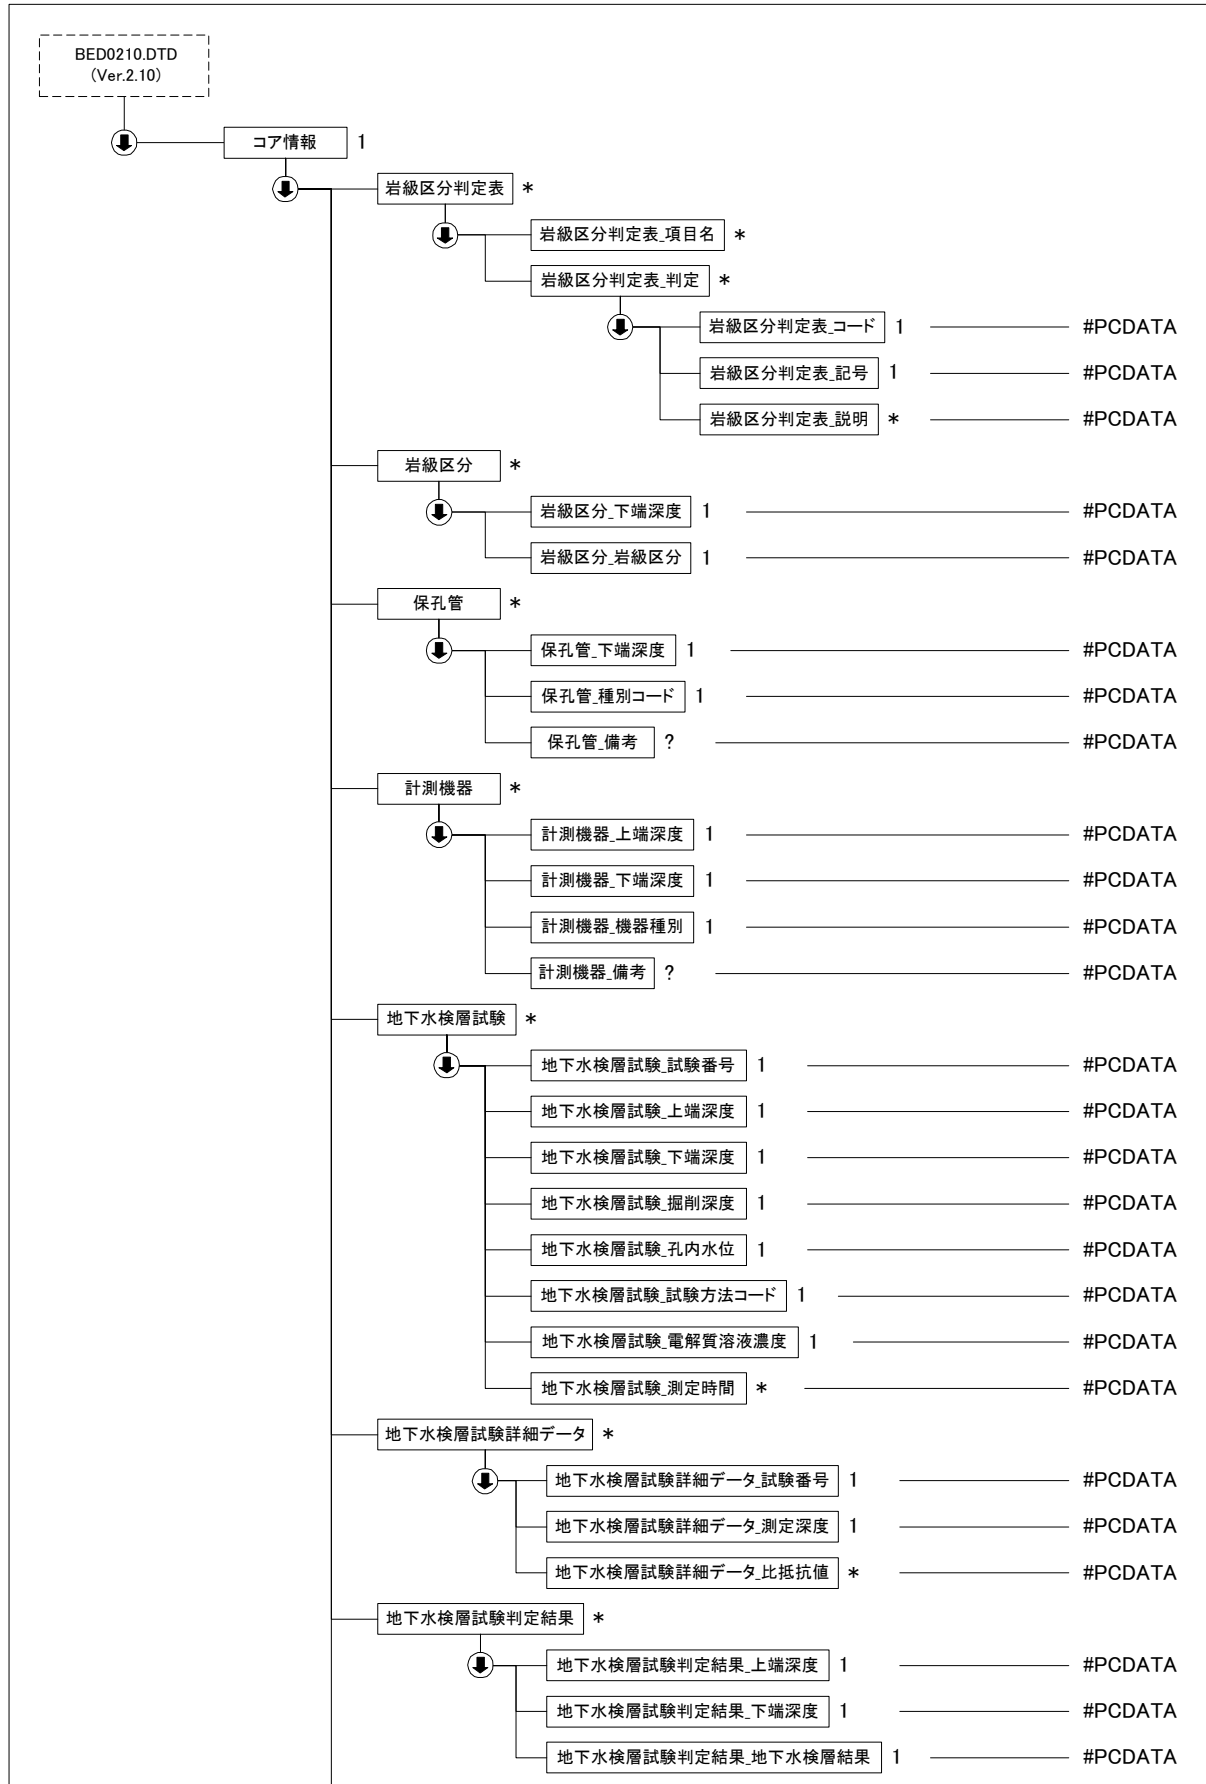 BED0210.DTD
(Ver.2.10)
コア情報 1
岩級区分判定表 *
岩級区分判定表_項目名 *
岩級区分判定表_判定 *
岩級区分判定表_コード 1 #PCDATA
岩級区分判定表_記号 1 #PCDATA
岩級区分判定表_説明 * #PCDATA
岩級区分 *
岩級区分_下端深度 1 #PCDATA
岩級区分_岩級区分 1 #PCDATA
保孔管 *
保孔管_下端深度 1 #PCDATA
保孔管_種別コード 1 #PCDATA
保孔管_備考 ? #PCDATA
計測機器 *
計測機器_上端深度 1 #PCDATA
計測機器_下端深度 1 #PCDATA
計測機器_機器種別 1 #PCDATA
計測機器_備考 ? #PCDATA
地下水検層試験 *
地下水検層試験_試験番号 1 #PCDATA
地下水検層試験_上端深度 1 #PCDATA
地下水検層試験_下端深度 1 #PCDATA
地下水検層試験_掘削深度 1 #PCDATA
地下水検層試験_孔内水位 1 #PCDATA
地下水検層試験_試験方法コード 1 #PCDATA
地下水検層試験_電解質溶液濃度 1 #PCDATA
地下水検層試験_測定時間 * #PCDATA
地下水検層試験詳細データ *
地下水検層試験詳細データ_試験番号 1 #PCDATA
地下水検層試験詳細データ_測定深度 1 #PCDATA
地下水検層試験詳細データ_比抵抗値 * #PCDATA
地下水検層試験判定結果 *
地下水検層試験判定結果_上端深度 1 #PCDATA
地下水検層試験判定結果_下端深度 1 #PCDATA
地下水検層試験判定結果_地下水検層結果 1 #PCDATA